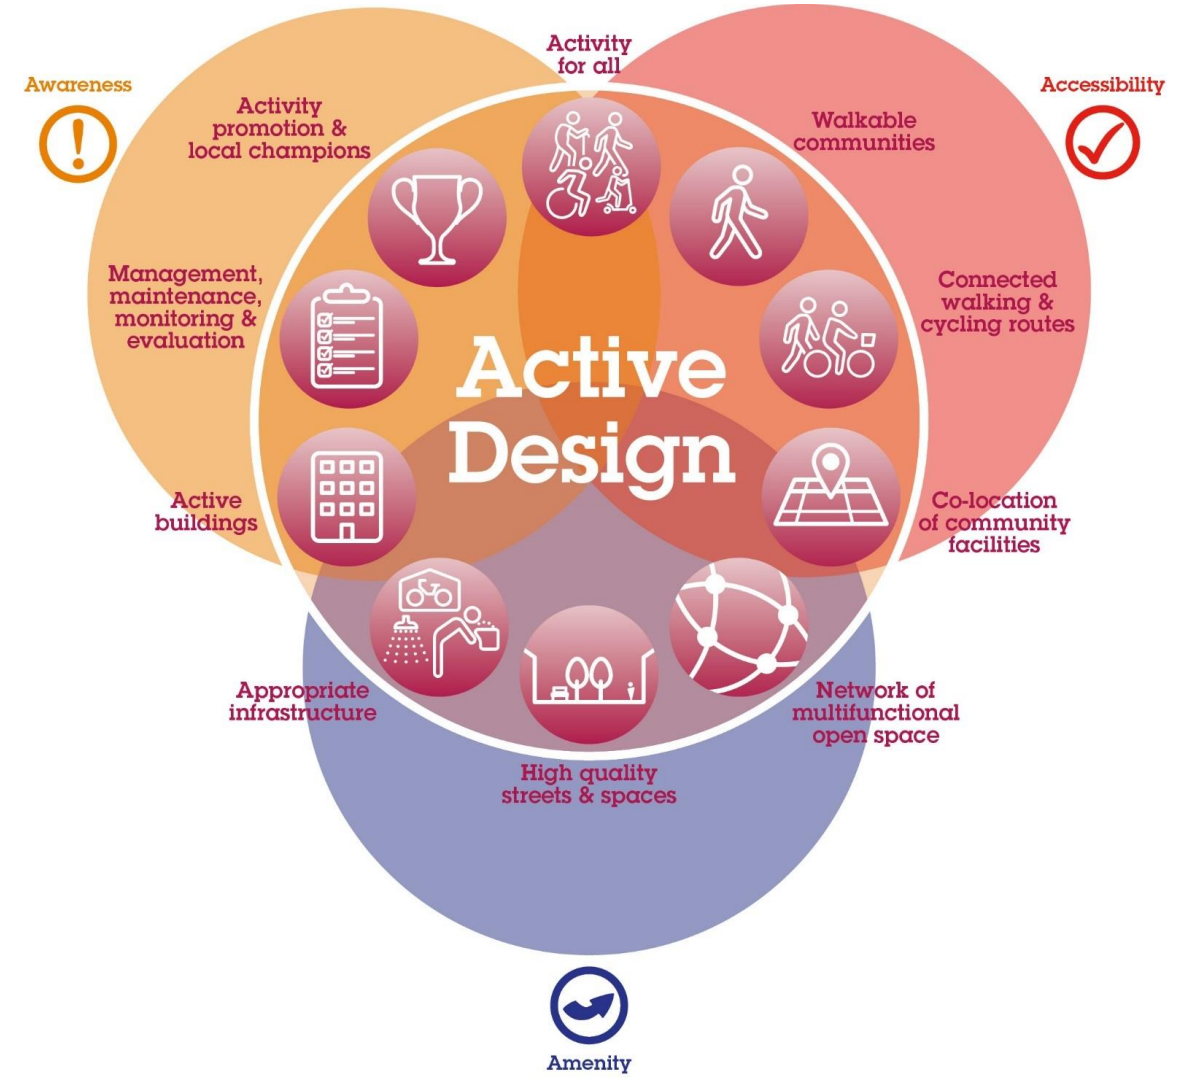 Activity
for all
Awareness
Accessibility
Activity
promotion &
local champions
Walkable
communities
Management,
maintenance,
monitoring &
evaluation
Connected
walking &
cycling routes
Active
Design
Active
buildings
Co-location
of community
facilities
Appropriate
infrastructure
Network of
multifunctional
open space
High quality
streets & spaces
Amenity